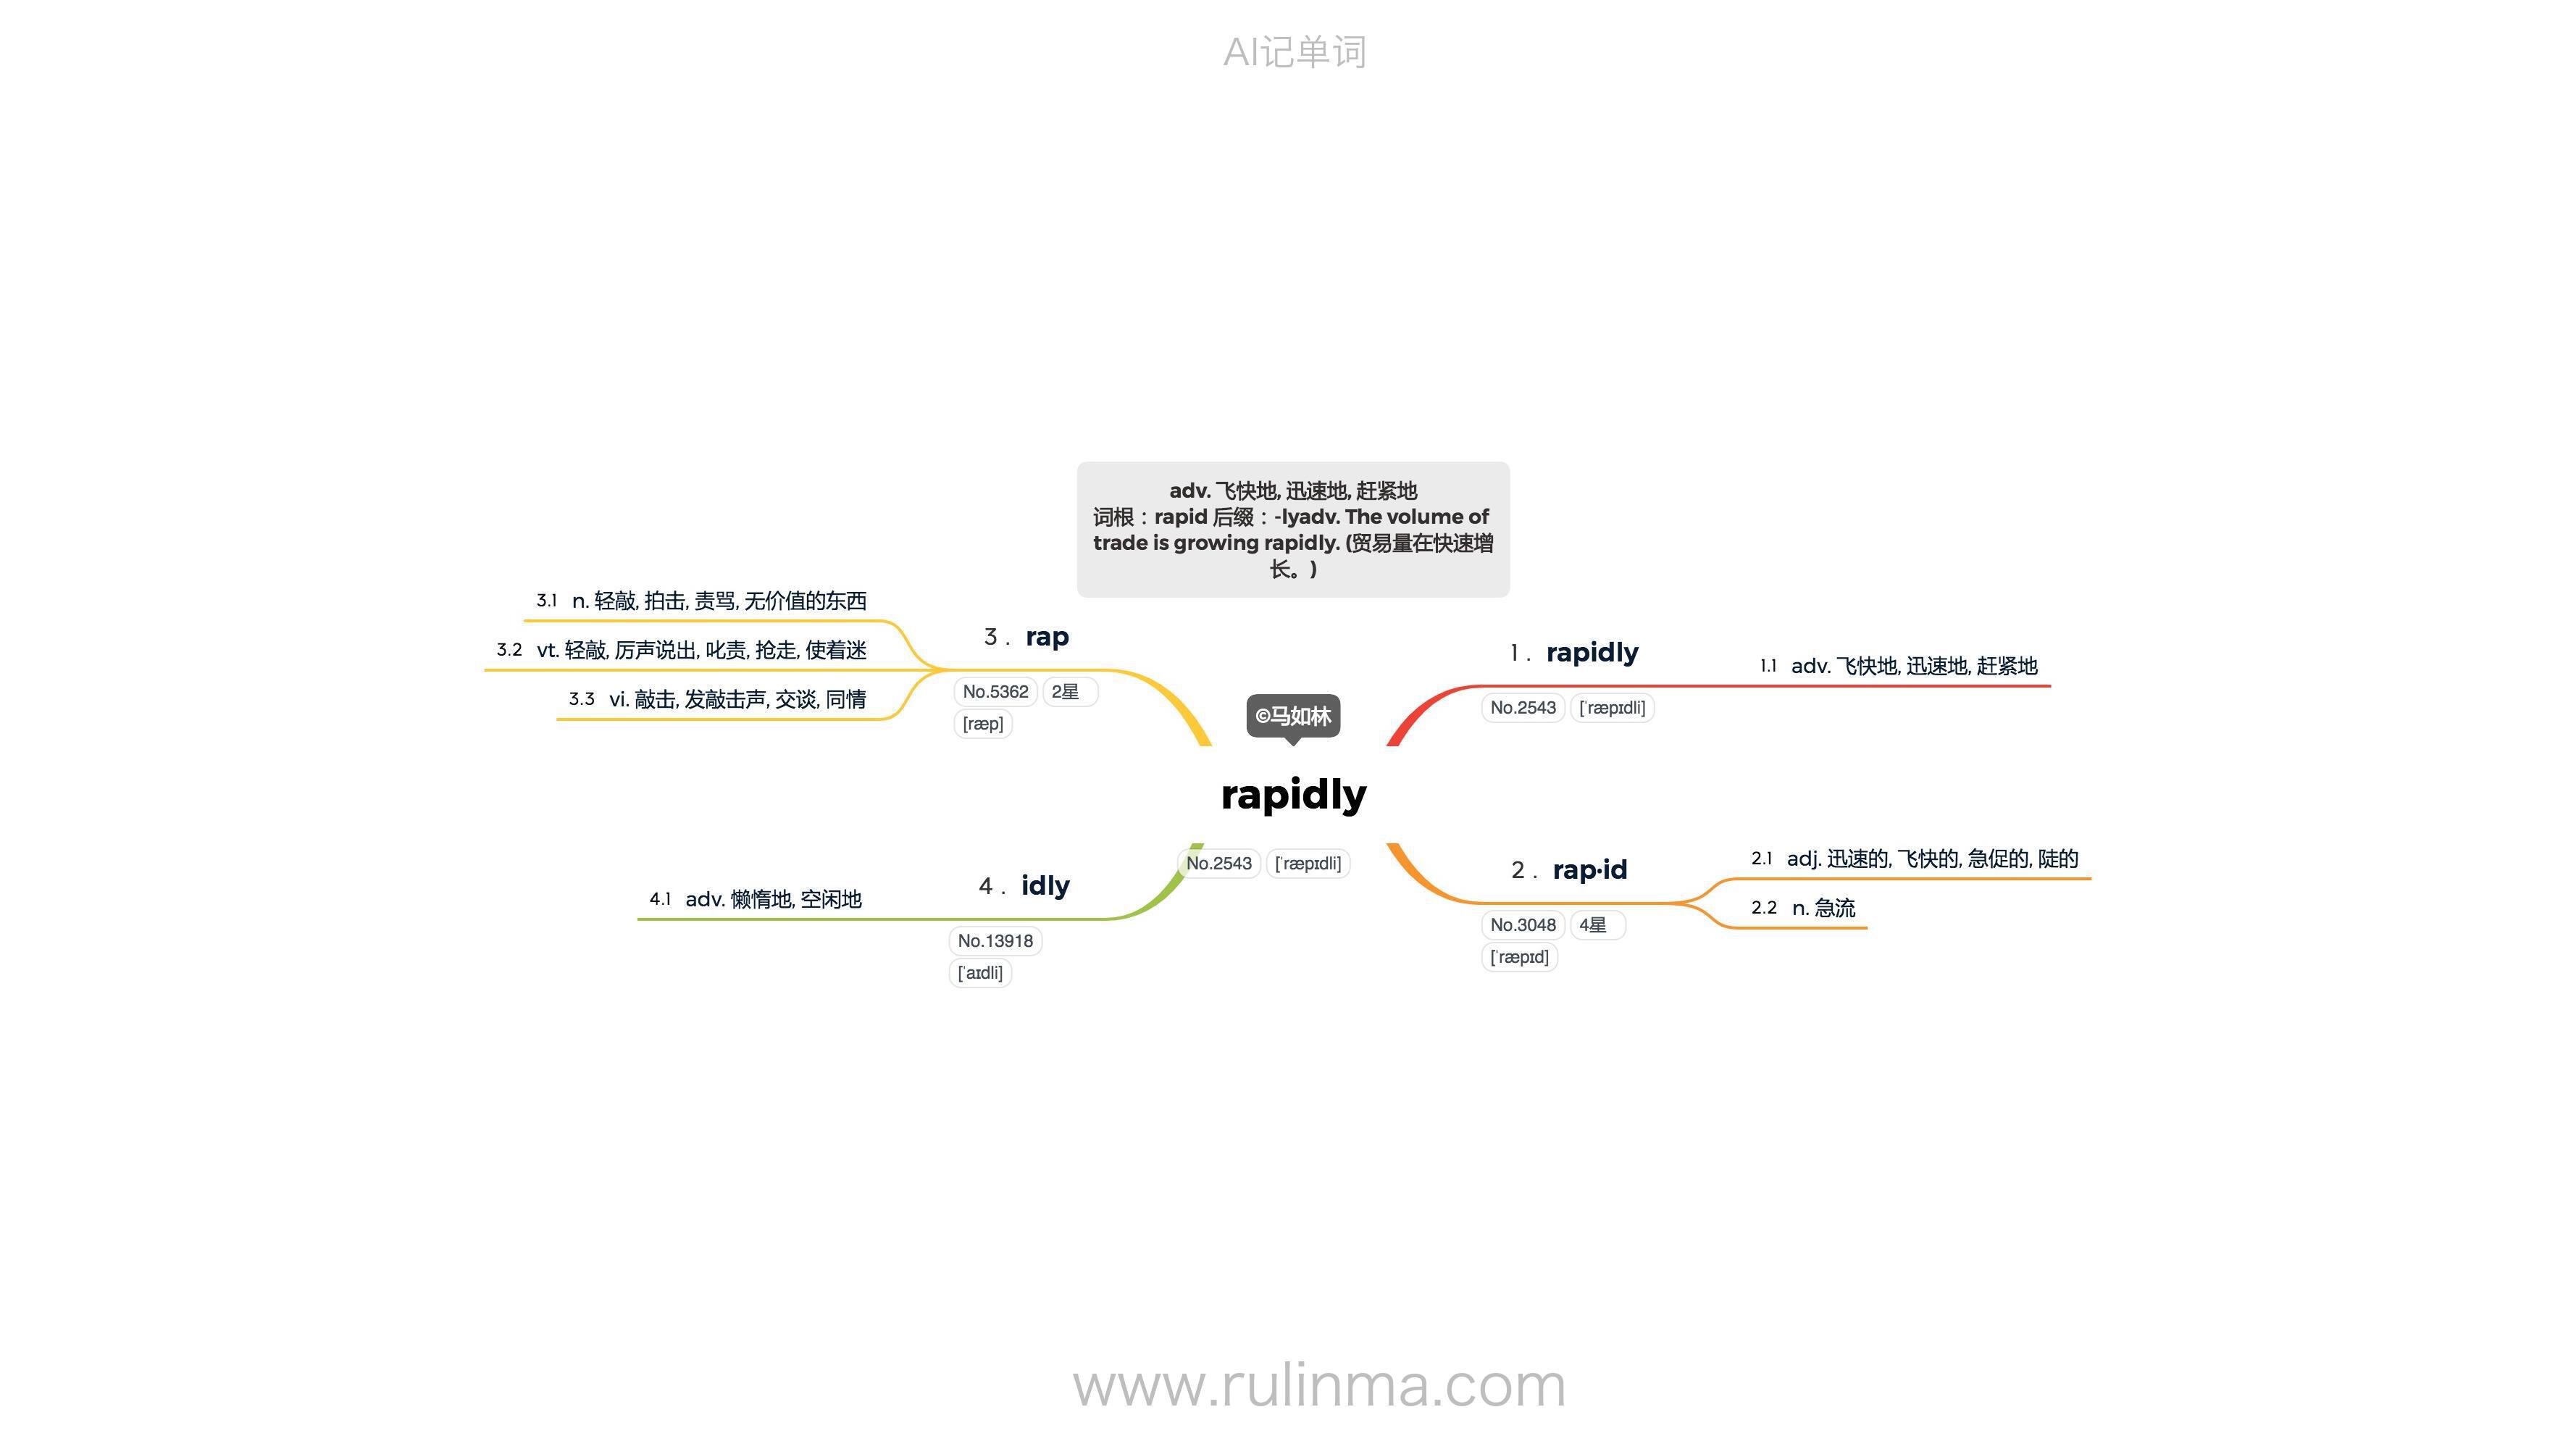 AI记单词
adv. 飞快地, 迅速地, 赶紧地
词根：rapid 后缀：-lyadv. The volume of
trade is growing rapidly. (贸易量在快速增
长。)
©马如林
rapidly
No.2543 [ˈræpɪdli]
1. rapidly
No.2543 [ˈræpɪdli]
1.1 adv. 飞快地, 迅速地, 赶紧地
2. rap·id
No.3048 4星
[ˈræpɪd]
2.1 adj. 迅速的, 飞快的, 急促的, 陡的
2.2 n. 急流
3. rap
No.5362 2星
[ræp]
3.1 n. 轻敲, 拍击, 责骂, 无价值的东西
3.2 vt. 轻敲, 厉声说出, 叱责, 抢走, 使着迷
3.3 vi. 敲击, 发敲击声, 交谈, 同情
4. idly
No.13918
[ˈaɪdli]
4.1 adv. 懒惰地, 空闲地
www.rulinma.com